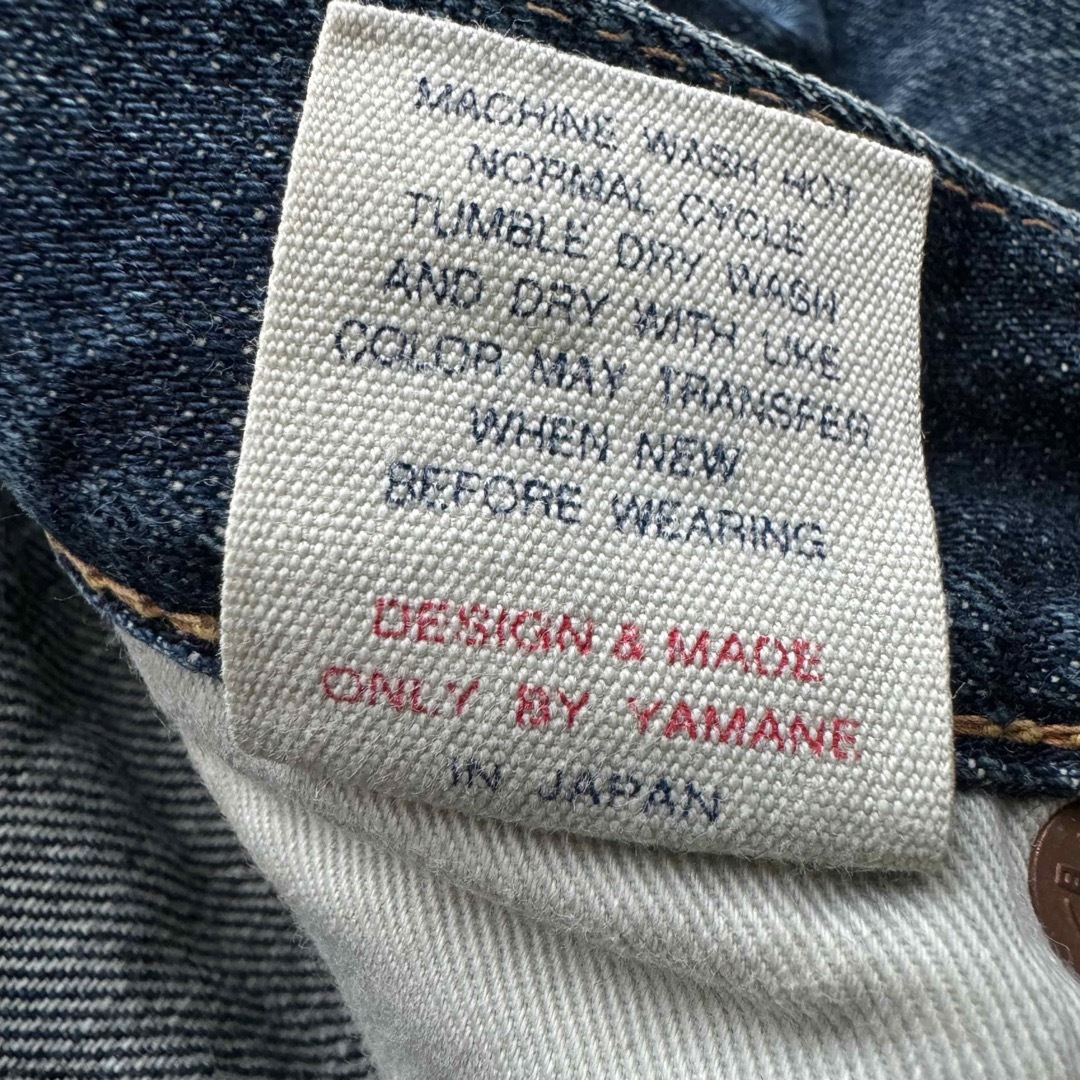 MACHINE WASH HOT
NORMAL CYCLE
TUMBLE DRY WASH
AND DRY WITH LIKE
COLOR MAY TRANSFER
WHEN NEW
BEFORE WEARING
DESIGN & MADE
ONLY BY YAMANE
IN JAPAN